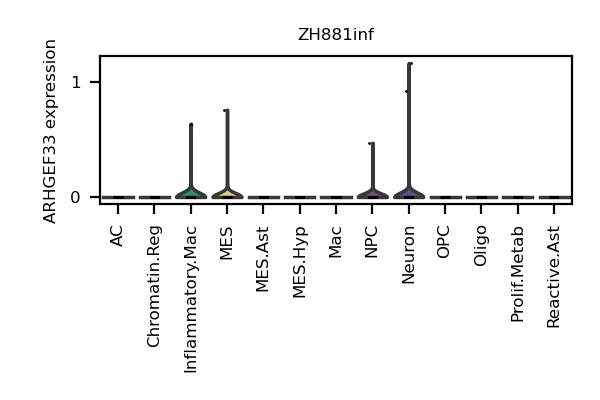 ZH881inf
ARHGEF33 expression
1
0
AC
Chromatin.Reg
Inflammatory.Mac
MES
MES.Ast
MES.Hyp
Mac
NPC
Neuron
OPC
Oligo
Prolif.Metab
Reactive.Ast